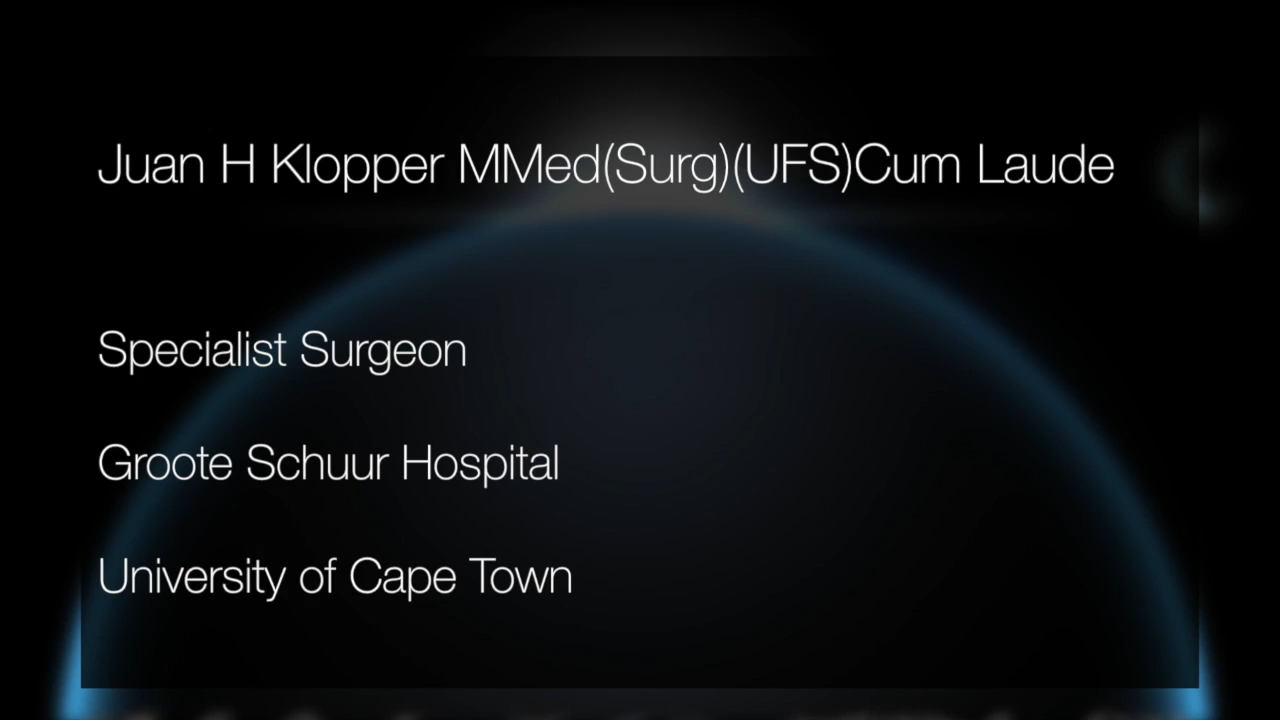 Juan H Klopper MMed(Surg)(UFS)Cum Laude
Specialist Surgeon
Groote Schuur Hospital
University of Cape Town